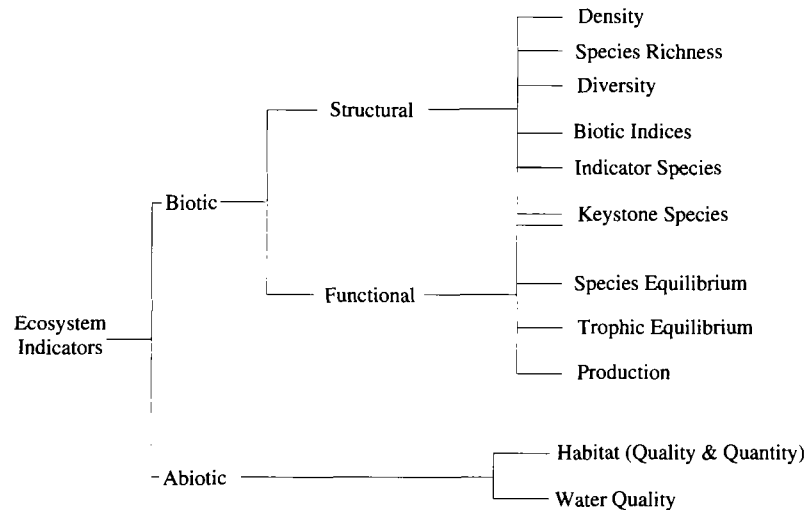 Density
Species Richness
Diversity
Structural
Biotic Indices
Indicator Species
Biotic
Keystone Species
Functional
Species Equilibrium
Ecosystem
Indicators
Trophic Equilibrium
Production
Habitat (Quality & Quantity)
Abiotic
Water Quality